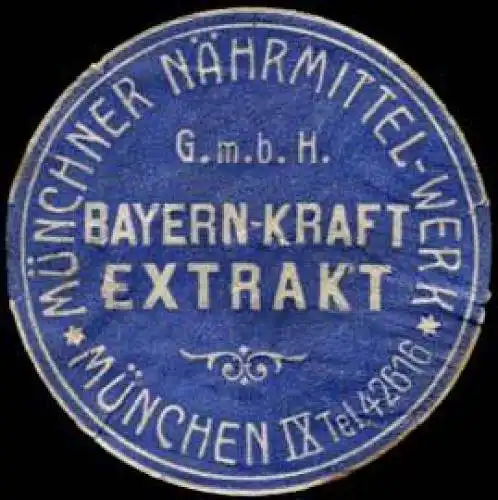 MÜNCHNER NÄHRMITTEL-WERK
G.m.b.H.
BAYERN-KRAFT
EXTRAKT
* MÜNCHEN IX Tel. 42616 *